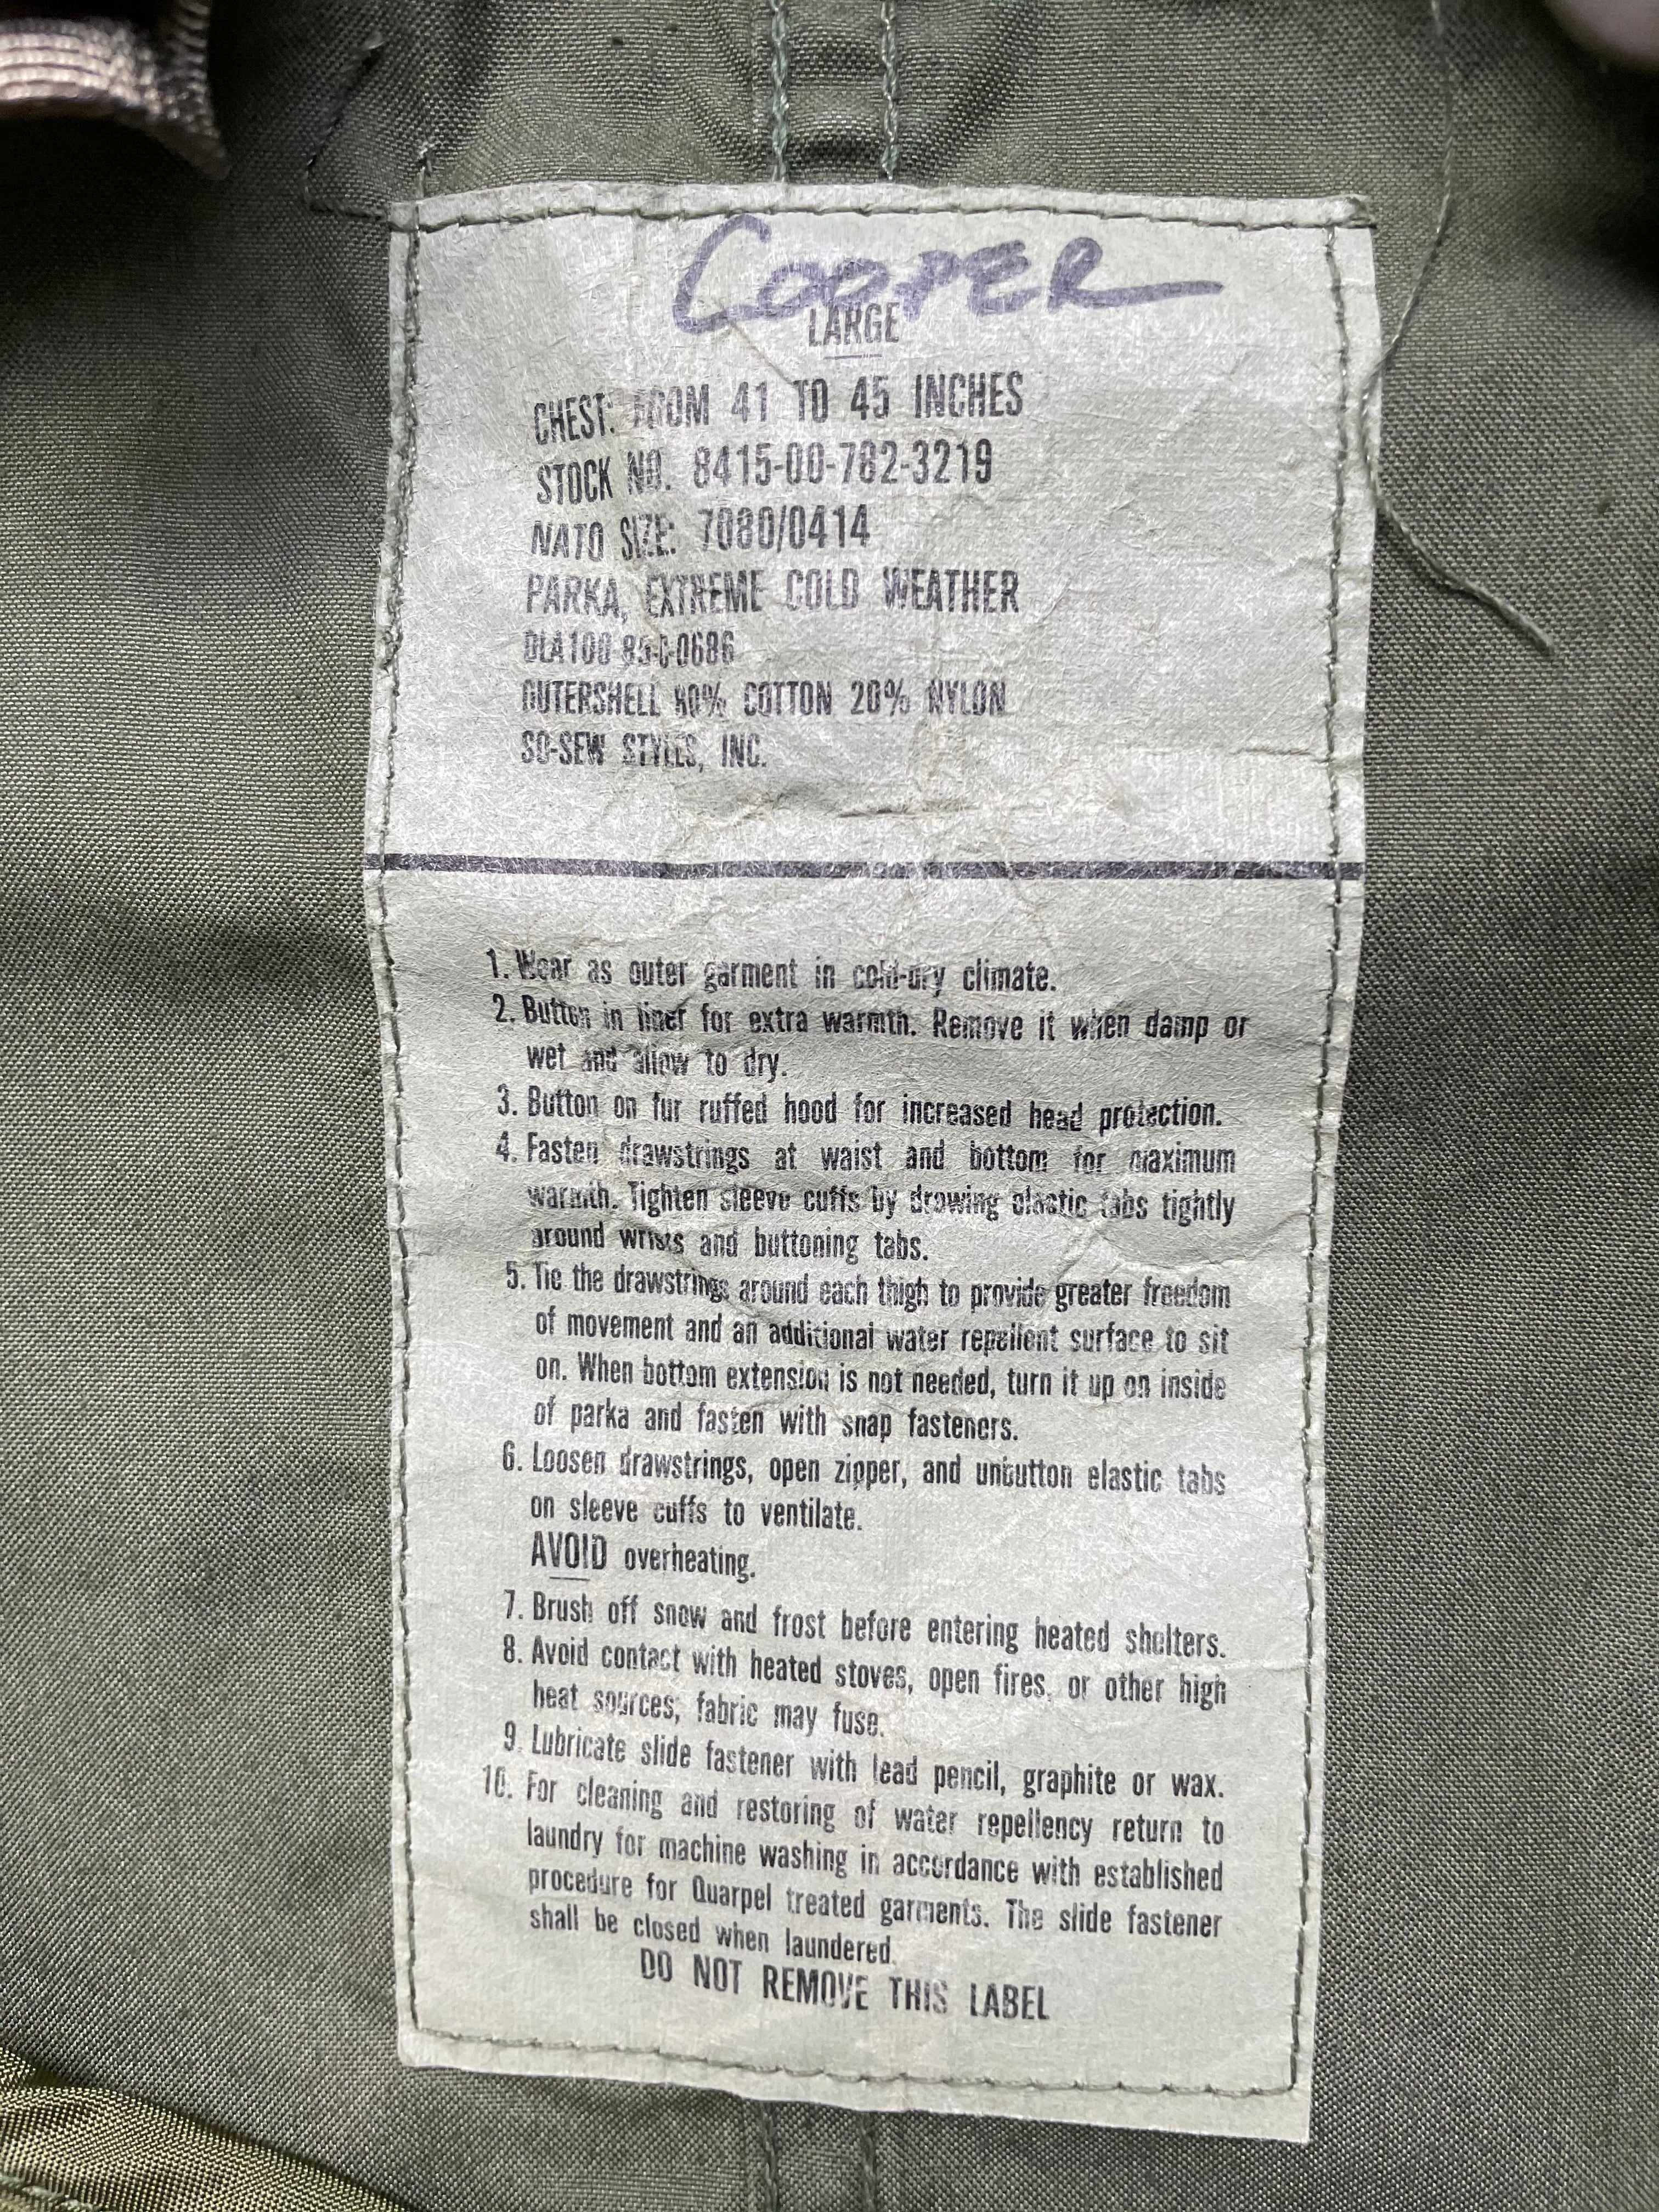 COOPER
LARGE
CHEST: FROM 41 TO 45 INCHES
STOCK NO. 8415-00-782-3219
NATO SIZE: 7080/0414
PARKA, EXTREME COLD WEATHER
DLA100-85-C-0686
OUTERSHELL 80% COTTON 20% NYLON
SO-SEW STYLES, INC.
1. Wear as outer garment in cold-dry climate.
2. Button in liner for extra warmth. Remove it when damp or
wet and allow to dry.
3. Button on fur ruffed hood for increased head protection.
4. Fasten drawstrings at waist and bottom for maximum
warmth. Tighten sleeve cuffs by drawing elastic tabs tightly
around wrists and buttoning tabs.
5. Tie the drawstrings around each thigh to provide greater freedom
of movement and an additional water repellent surface to sit
on. When bottom extension is not needed, turn it up on inside
of parka and fasten with snap fasteners.
6. Loosen drawstrings, open zipper, and unbutton elastic tabs
on sleeve cuffs to ventilate.
AVOID overheating.
7. Brush off snow and frost before entering heated shelters.
8. Avoid contact with heated stoves, open fires, or other high
heat sources; fabric may fuse.
9. Lubricate slide fastener with lead pencil, graphite or wax.
10. For cleaning and restoring of water repellency return to
laundry for machine washing in accordance with established
procedure for Quarpel treated garments. The slide fastener
shall be closed when laundered.
DO NOT REMOVE THIS LABEL